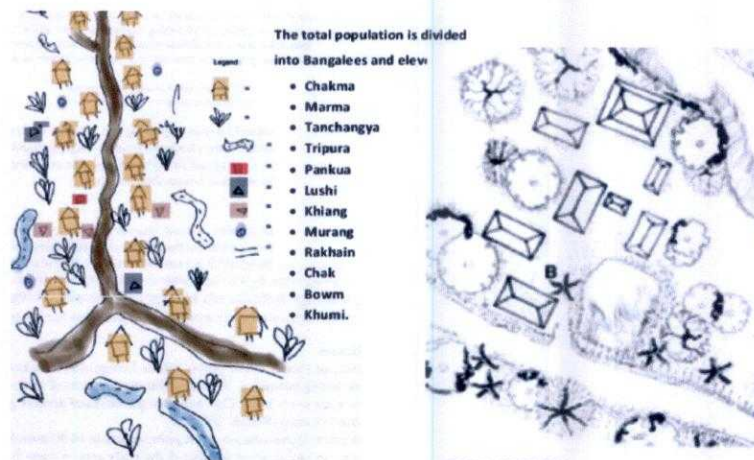 The total population is divided
into Bangalees and elev
Legend
• Chakma
• Marma
• Tanchangya
• Tripura
• Pankua
• Lushi
• Khiang
• Murang
• Rakhain
• Chak
• Bowm
• Khumi.
B